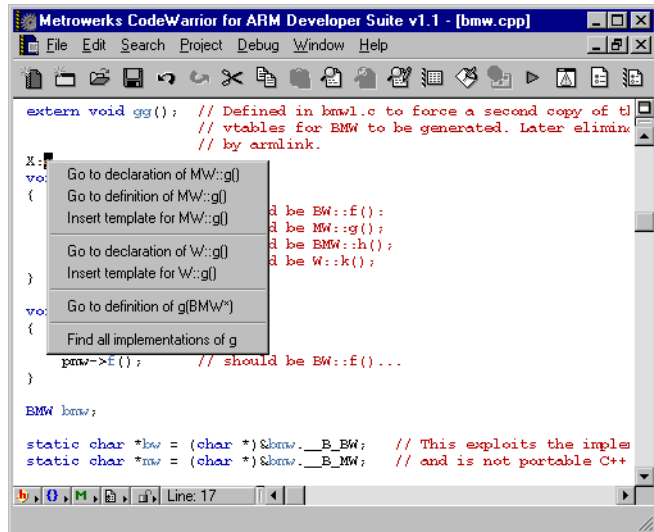 Metrowerks CodeWarrior for ARM Developer Suite v1.1 - [bmw.cpp]
File Edit Search Project Debug Window Help
extern void gg(); // Defined in bmw1.c to force a second copy of
// vtables for BMW to be generated. Later
// by armlink.
X:
Go to declaration of MW::g()
{ Go to definition of MW::g()
Insert template for MW::g() d be BW::f():
d be MW::g();
Go to declaration of W::g() d be BMW::h();
Insert template for W::g() d be W::k();
}
Go to definition of g(BMW*)
{
Find all implementations of g
pmw->f(); // should be BW::f()...
}
BMW bmw;
static char *bw = (char *)&bmw.__B_BW; // This exploits the
static char *mw = (char *)&bmw.__B_MW; // and is not portable C++
h {} M Line: 17